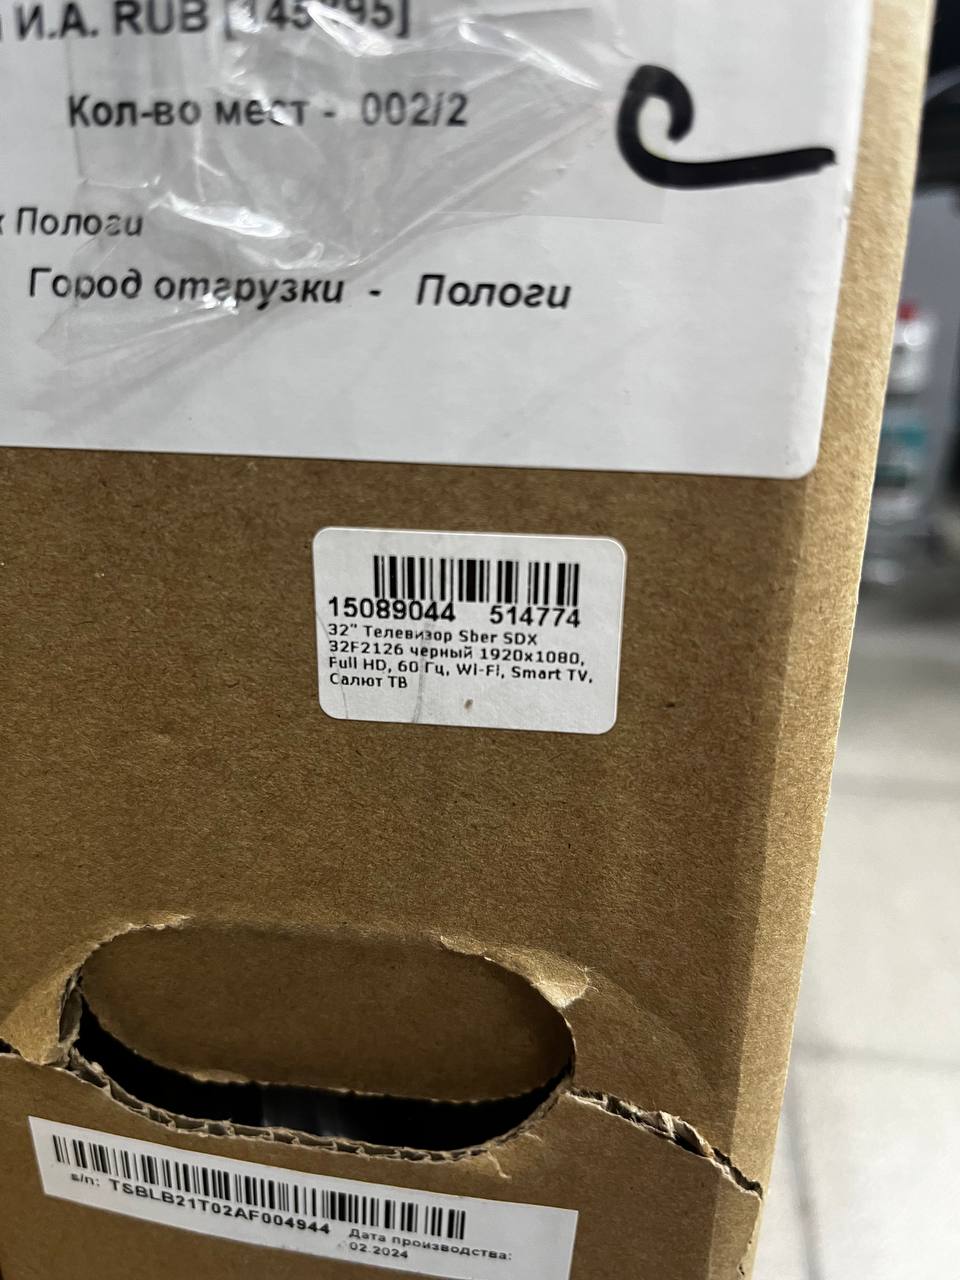 И.А. RUB [145795]
Кол-во мест - 002/2
Пологи
Город отгрузки - Пологи
15089044 514774
32" Телевизор Sber SDX
32F2126 черный 1920x1080,
Full HD, 60 Гц, Wi-Fi, Smart TV,
Салют ТВ
s/n: TSBLB21T02AF004944
Дата производства:
02.2024